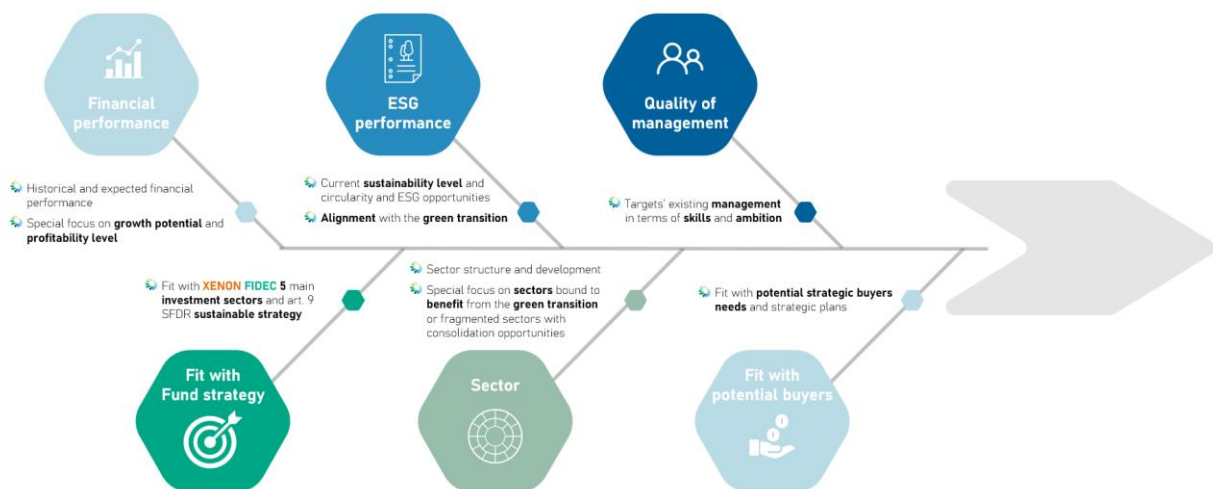 Financial
performance
Historical and expected financial
performance
Special focus on growth potential and
profitability level
ESG
performance
Current sustainability level and
circularity and ESG opportunities
Alignment with the green transition
Quality of
management
Targets' existing management
in terms of skills and ambition
Fit with XENON FIDEC 5 main
investment sectors and art. 9
SFDR sustainable strategy
Fit with
Fund strategy
Sector structure and development
Special focus on sectors bound to
benefit from the green transition
or fragmented sectors with
consolidation opportunities
Sector
Fit with potential strategic buyers
needs and strategic plans
Fit with
potential buyers